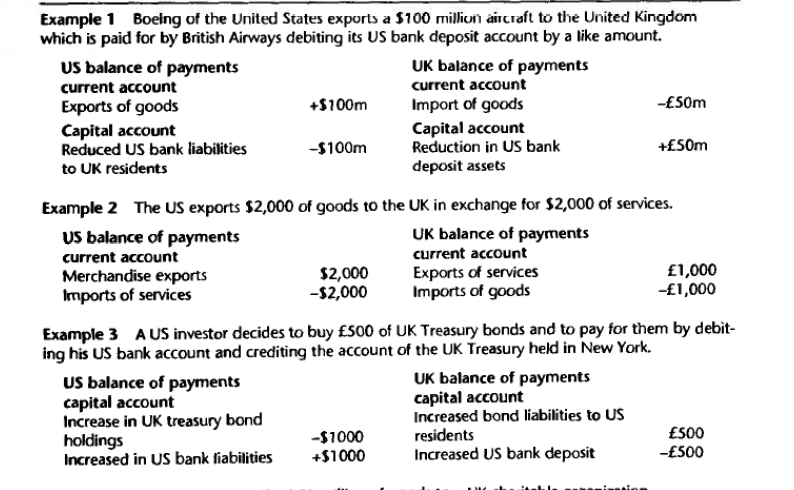 Example 1 Boeing of the United States exports a $100 million aircraft to the United Kingdom
which is paid for by British Airways debiting its US bank deposit account by a like amount.
US balance of payments
current account
Exports of goods +$100m
Capital account
Reduced US bank liabilities –$100m
to UK residents
UK balance of payments
current account
Import of goods –£50m
Capital account
Reduction in US bank +£50m
deposit assets
Example 2 The US exports $2,000 of goods to the UK in exchange for $2,000 of services.
US balance of payments
current account
Merchandise exports $2,000
Imports of services –$2,000
UK balance of payments
current account
Exports of services £1,000
Imports of goods –£1,000
Example 3 A US investor decides to buy £500 of UK Treasury bonds and to pay for them by debit-
ing his US bank account and crediting the account of the UK Treasury held in New York.
US balance of payments
capital account
Increase in UK treasury bond
holdings –$1000
Increased in US bank liabilities +$1000
UK balance of payments
capital account
Increased bond liabilities to US
residents £500
Increased US bank deposit –£500